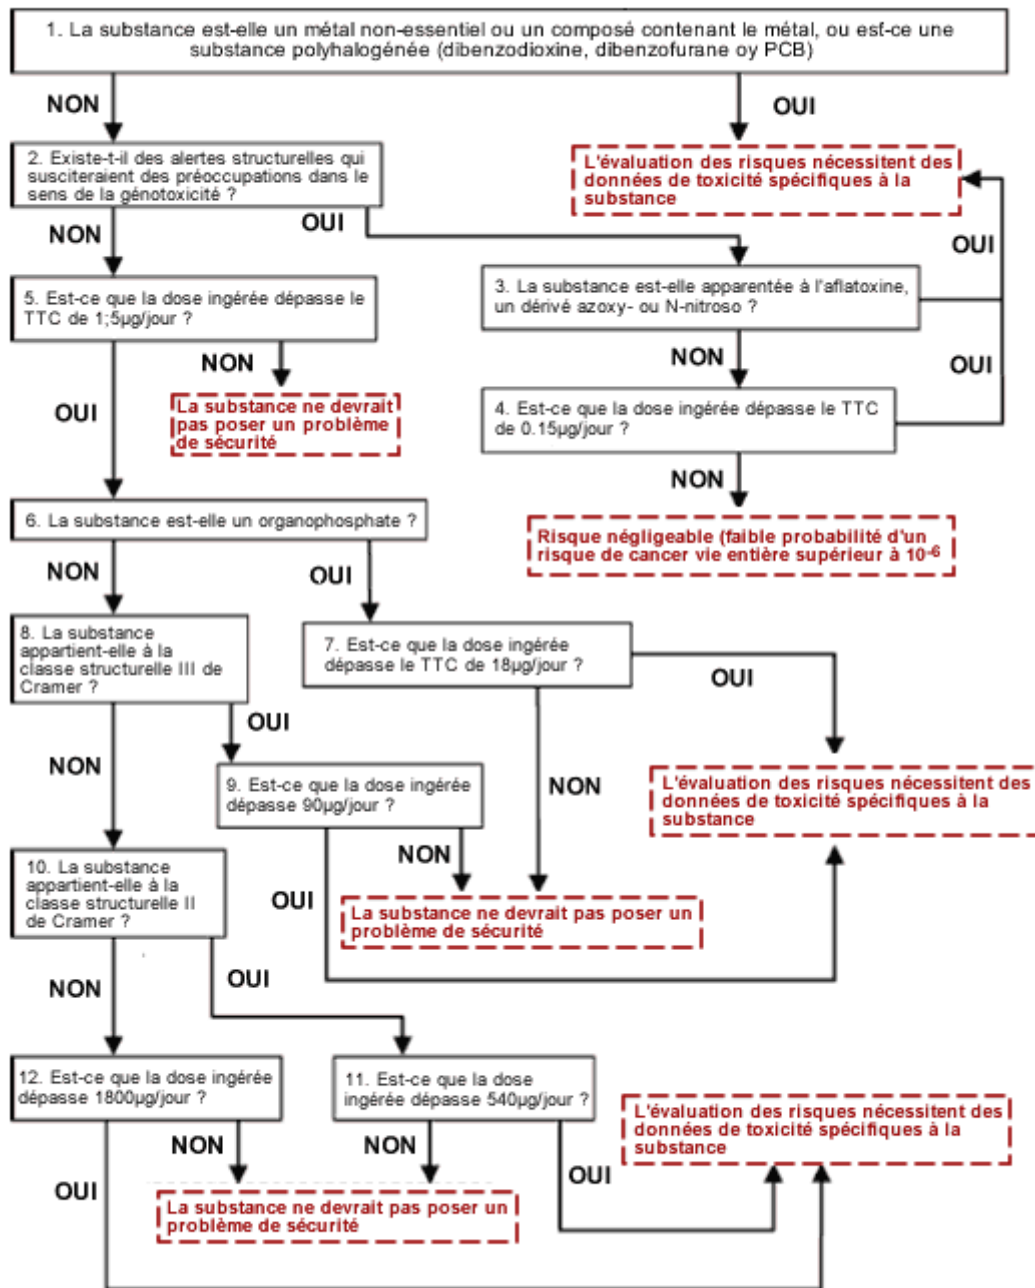 1. La substance est-elle un métal non-essentiel ou un composé contenant le métal, ou est-ce une
substance polyhalogénée (dibenzodioxine, dibenzofurane oy PCB)
NON
OUI
2. Existe-t-il des alertes structurelles qui
susciteraient des préoccupations dans le
sens de la génotoxicité ?
L'évaluation des risques nécessitent des
données de toxicité spécifiques à la
substance
NON
OUI
OUI
5. Est-ce que la dose ingérée dépasse le
TTC de 1;5µg/jour ?
3. La substance est-elle apparentée à l'aflatoxine,
un dérivé azoxy- ou N-nitroso ?
NON
NON
OUI
OUI
La substance ne devrait
pas poser un problème
de sécurité
4. Est-ce que la dose ingérée dépasse le TTC
de 0.15µg/jour ?
NON
6. La substance est-elle un organophosphate ?
Risque négligeable (faible probabilité d'un
risque de cancer vie entière supérieur à 10-6
NON
OUI
8. La substance
appartient-elle à la
classe structurelle III de
Cramer ?
7. Est-ce que la dose ingérée
dépasse le TTC de 18µg/jour ?
OUI
OUI
NON
9. Est-ce que la dose ingérée
dépasse 90µg/jour ?
NON
L'évaluation des risques nécessitent des
données de toxicité spécifiques à la
substance
10. La substance
appartient-elle à la
classe structurelle II
de Cramer ?
NON
OUI
La substance ne devrait pas poser un
problème de sécurité
NON
OUI
12. Est-ce que la dose ingérée
dépasse 1800µg/jour ?
11. Est-ce que la dose
ingérée dépasse 540µg/jour ?
L'évaluation des risques nécessitent des
données de toxicité spécifiques à la
substance
NON
NON
OUI
OUI
La substance ne devrait pas poser un
problème de sécurité